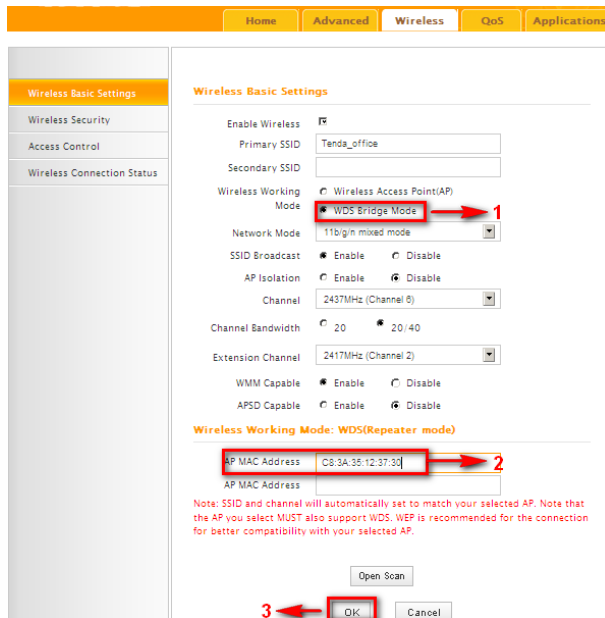 Home Advanced Wireless QoS Applications
Wireless Basic Settings
Wireless Security
Access Control
Wireless Connection Status
Wireless Basic Settings
Enable Wireless
Primary SSID Tenda_office
Secondary SSID
Wireless Working Mode Wireless Access Point(AP)
WDS Bridge Mode 1
Network Mode 11b/g/n mixed mode
SSID Broadcast Enable Disable
AP Isolation Enable Disable
Channel 2437MHz (Channel 6)
Channel Bandwidth 20 20/40
Extension Channel 2417MHz (Channel 2)
WMM Capable Enable Disable
APSD Capable Enable Disable
Wireless Working Mode: WDS(Repeater mode)
AP MAC Address C8:3A:35:12:37:30 2
AP MAC Address
Note: SSID and channel will automatically set to match your selected AP. Note that
the AP you select MUST also support WDS. WEP is recommended for the connection
for better compatibility with your selected AP.
Open Scan
3 OK Cancel